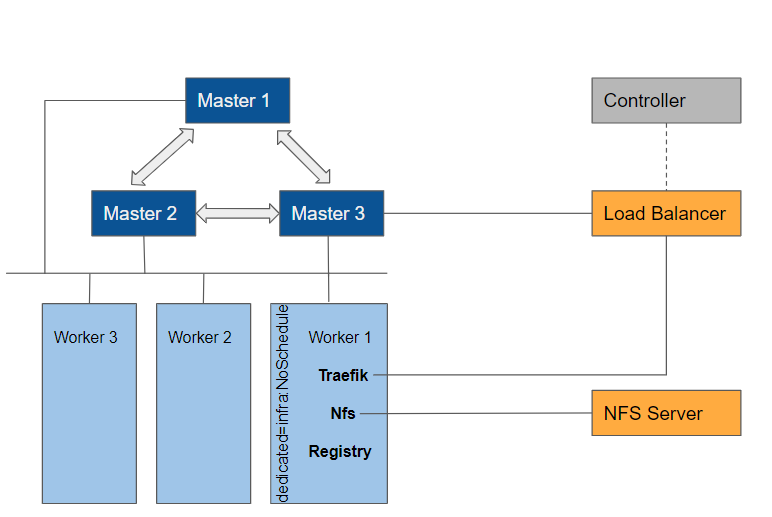 Master 1
Controller
Master 2
Master 3
Load Balancer
Worker 3
Worker 2
dedicated=infra:NoSchedule
Worker 1
Traefik
Nfs
Registry
NFS Server